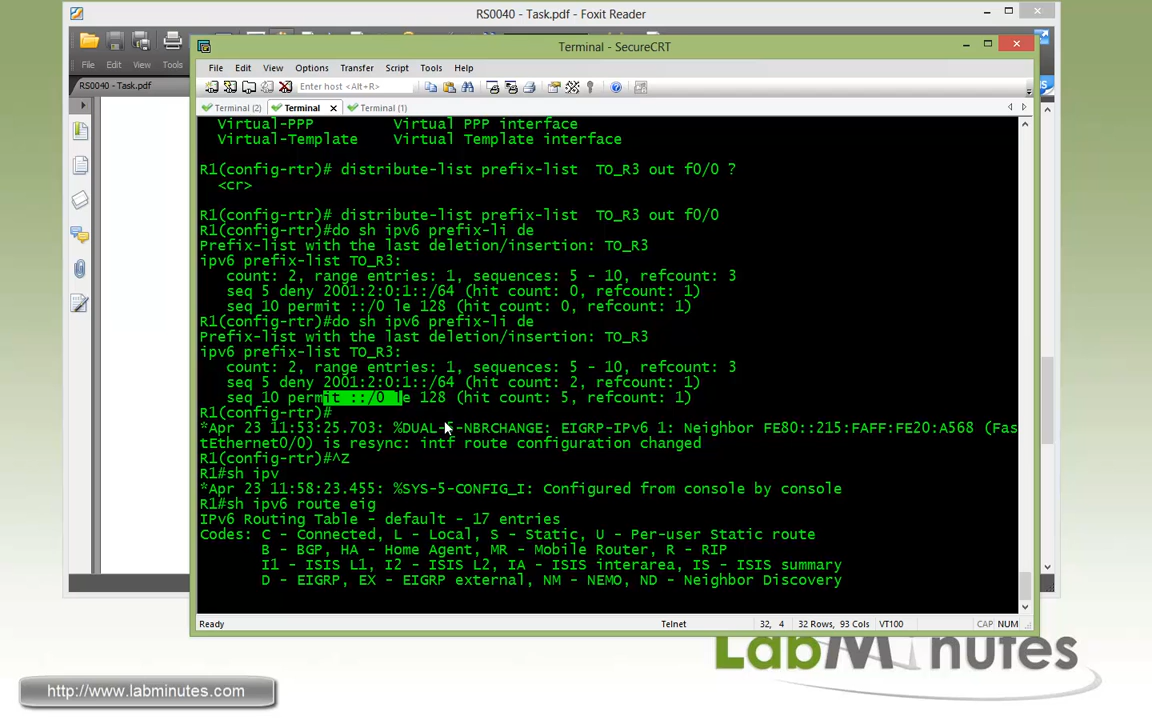 RS0040 - Task.pdf - Foxit Reader
File Edit View Tools
RS0040 - Task.pdf
Terminal - SecureCRT
File Edit View Options Transfer Script Tools Help
Enter host <Alt+R>
Terminal (2) Terminal Terminal (1)
Virtual-PPP Virtual PPP interface
Virtual-Template Virtual Template interface
R1(config-rtr)# distribute-list prefix-list TO_R3 out f0/0 ?
<cr>
R1(config-rtr)# distribute-list prefix-list TO_R3 out f0/0
R1(config-rtr)#do sh ipv6 prefix-li de
Prefix-list with the last deletion/insertion: TO_R3
ipv6 prefix-list TO_R3:
count: 2, range entries: 1, sequences: 5 - 10, refcount: 3
seq 5 deny 2001:2:0:1::/64 (hit count: 0, refcount: 1)
seq 10 permit ::/0 le 128 (hit count: 0, refcount: 1)
R1(config-rtr)#do sh ipv6 prefix-li de
Prefix-list with the last deletion/insertion: TO_R3
ipv6 prefix-list TO_R3:
count: 2, range entries: 1, sequences: 5 - 10, refcount: 3
seq 5 deny 2001:2:0:1::/64 (hit count: 2, refcount: 1)
seq 10 permit ::/0 le 128 (hit count: 5, refcount: 1)
R1(config-rtr)#
*Apr 23 11:53:25.703: %DUAL-5-NBRCHANGE: EIGRP-IPv6 1: Neighbor FE80::215:FAFF:FE20:A568 (Fas
tEthernet0/0) is resync: intf route configuration changed
R1(config-rtr)#^Z
R1#sh ipv
*Apr 23 11:58:23.455: %SYS-5-CONFIG_I: Configured from console by console
R1#sh ipv6 route eig
IPv6 Routing Table - default - 17 entries
Codes: C - Connected, L - Local, S - Static, U - Per-user Static route
B - BGP, HA - Home Agent, MR - Mobile Router, R - RIP
I1 - ISIS L1, I2 - ISIS L2, IA - ISIS interarea, IS - ISIS summary
D - EIGRP, EX - EIGRP external, NM - NEMO, ND - Neighbor Discovery
Ready Telnet 32, 4 32 Rows, 93 Cols VT100 CAP NUM
LabMinutes
http://www.labminutes.com